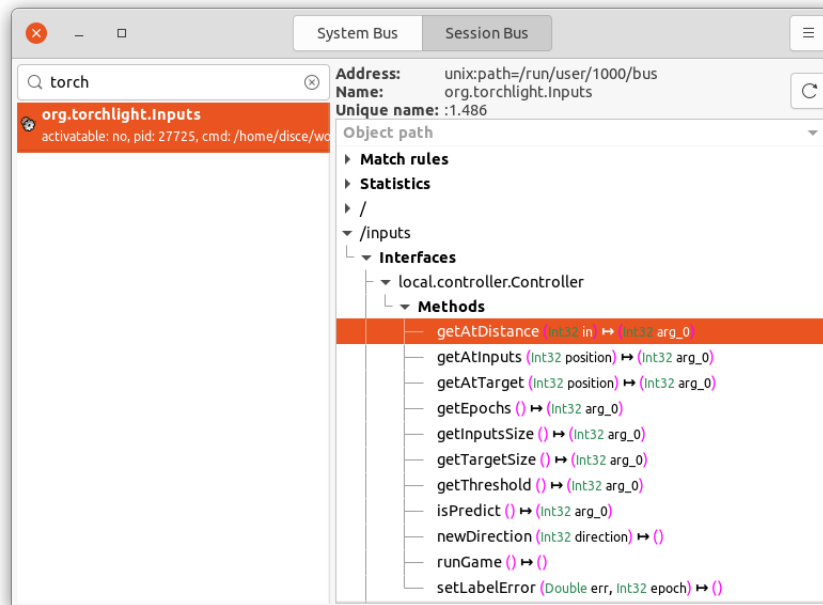 System Bus
Session Bus
torch
org.torchlight.Inputs
activatable: no, pid: 27725, cmd: /home/disce/wo
Address: unix:path=/run/user/1000/bus
Name: org.torchlight.Inputs
Unique name: :1.486
Object path
Match rules
Statistics
/
/inputs
Interfaces
local.controller.Controller
Methods
getAtDistance (Int32 in) ↦ (Int32 arg_0)
getAtInputs (Int32 position) ↦ (Int32 arg_0)
getAtTarget (Int32 position) ↦ (Int32 arg_0)
getEpochs () ↦ (Int32 arg_0)
getInputsSize () ↦ (Int32 arg_0)
getTargetSize () ↦ (Int32 arg_0)
getThreshold () ↦ (Int32 arg_0)
isPredict () ↦ (Int32 arg_0)
newDirection (Int32 direction) ↦ ()
runGame () ↦ ()
setLabelError (Double err, Int32 epoch) ↦ ()